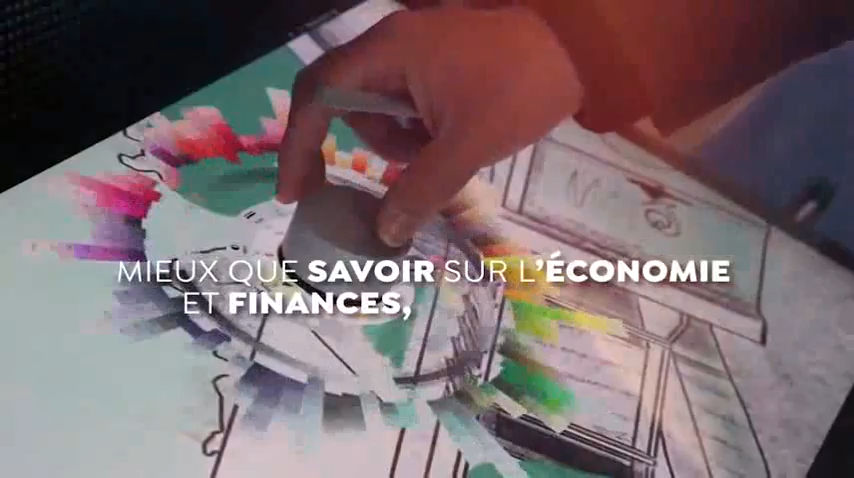 MIEUX QUE SAVOIR SUR L'ÉCONOMIE
ET FINANCES,